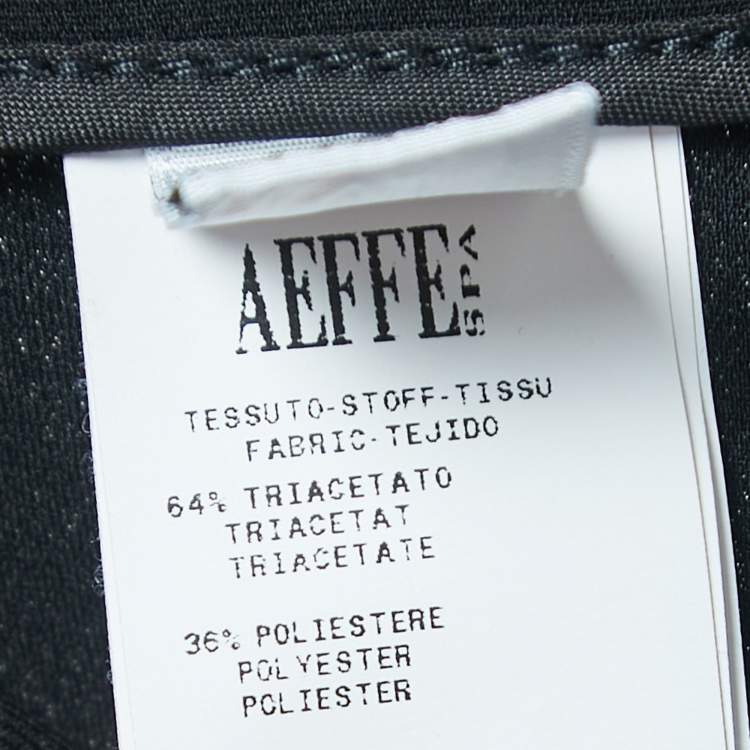 AEFFE SPA
TESSUTO-STOFF-TISSU
FABRIC-TEJIDO
64% TRIACETATO
TRIACETAT
TRIACETATE
36% POLIESTERE
POLYESTER
POLIESTER